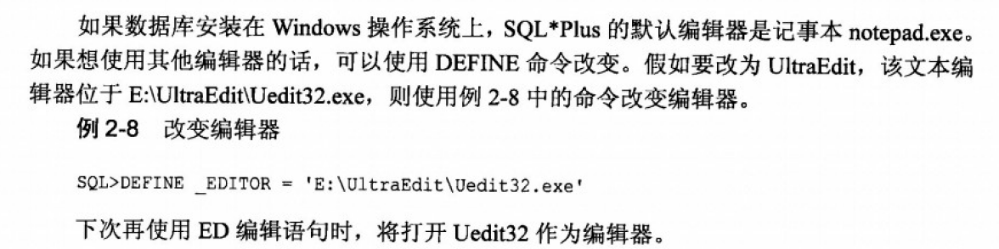 如果数据库安装在 Windows 操作系统上，SQL*Plus 的默认编辑器是记事本 notepad.exe。
如果想使用其他编辑器的话，可以使用 DEFINE 命令改变。假如要改为 UltraEdit，该文本编
辑器位于 E:\UltraEdit\Uedit32.exe，则使用例 2-8 中的命令改变编辑器。
例 2-8 改变编辑器
SQL>DEFINE _EDITOR = 'E:\UltraEdit\Uedit32.exe'
下次再使用 ED 编辑语句时，将打开 Uedit32 作为编辑器。